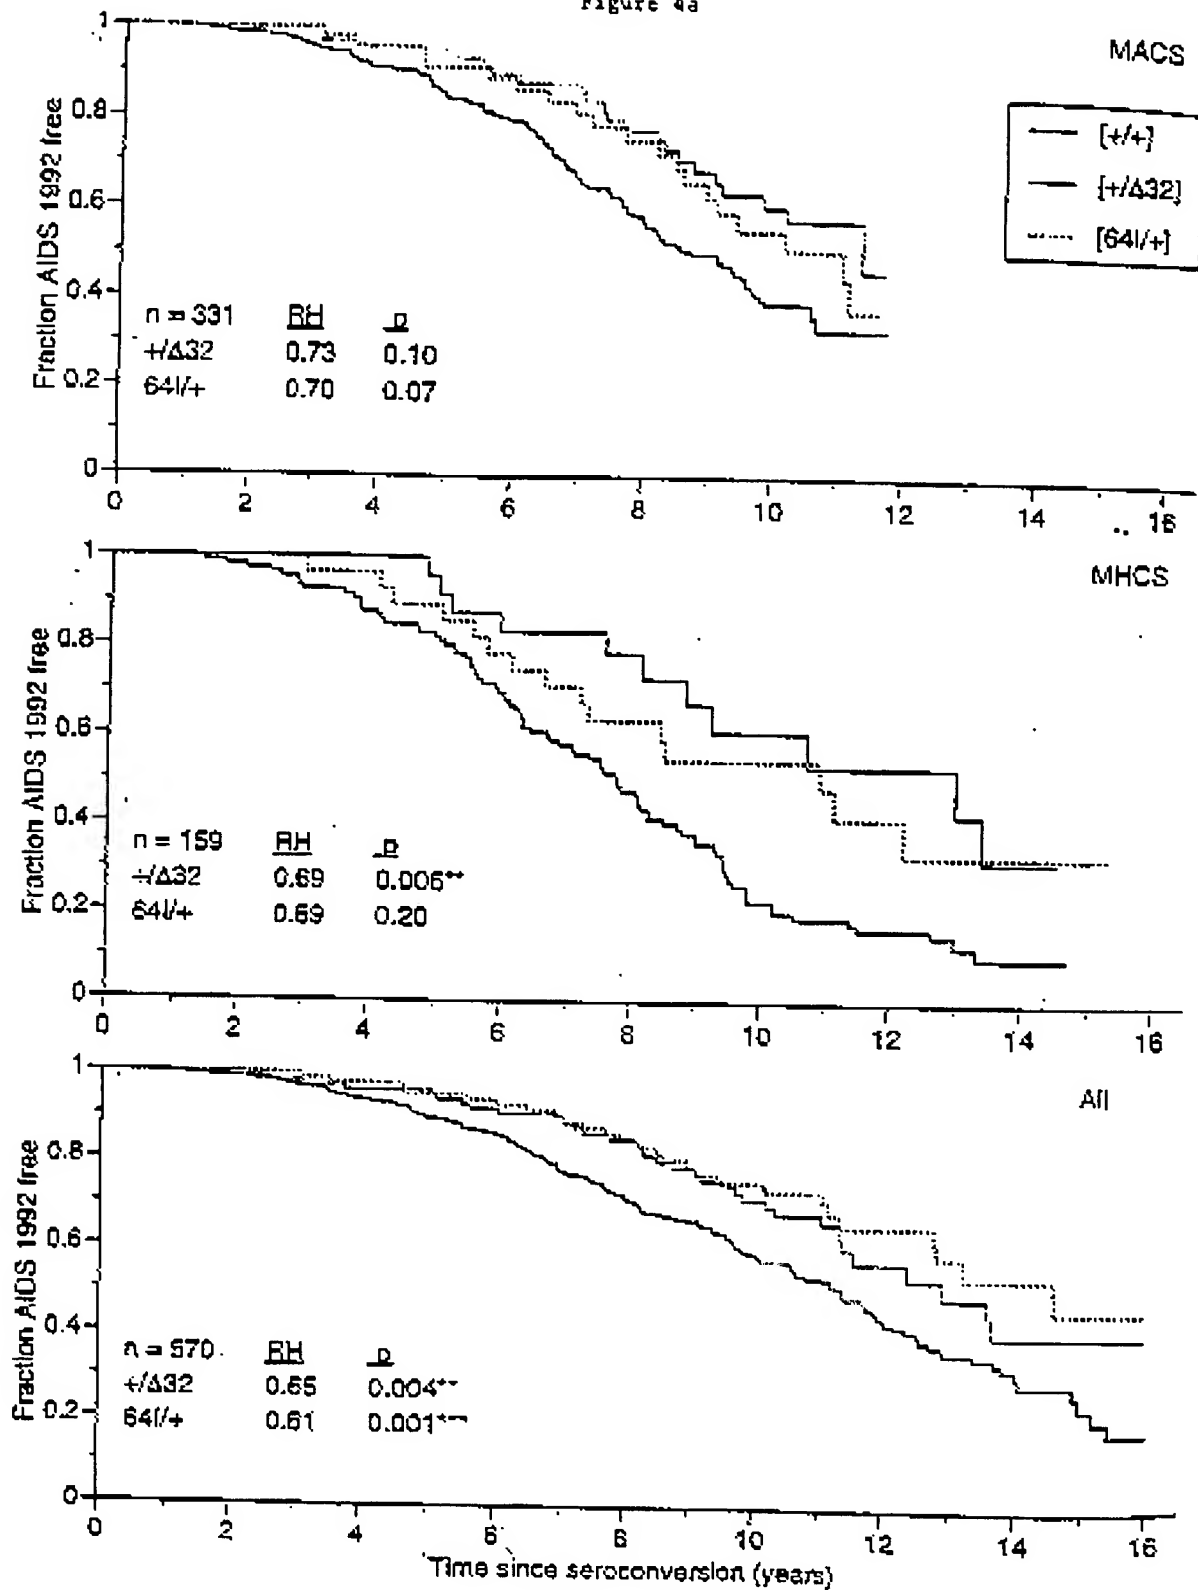 Figure 4a
MACS
[+/+]
[+/Δ32]
[64I/+]
Fraction AIDS 1992 free
1
0.8
0.6
0.4
0.2
0
n = 331 RH p
+/Δ32 0.73 0.10
64I/+ 0.70 0.07
0 2 4 6 8 10 12 14 16
MHCS
Fraction AIDS 1992 free
1
0.8
0.6
0.4
0.2
0
n = 159 RH p
+/Δ32 0.69 0.006**
64I/+ 0.69 0.20
0 2 4 6 8 10 12 14 16
All
Fraction AIDS 1992 free
1
0.8
0.6
0.4
0.2
0
n = 570 RH p
+/Δ32 0.65 0.004**
64I/+ 0.61 0.001***
0 2 4 6 8 10 12 14 16
Time since seroconversion (years)